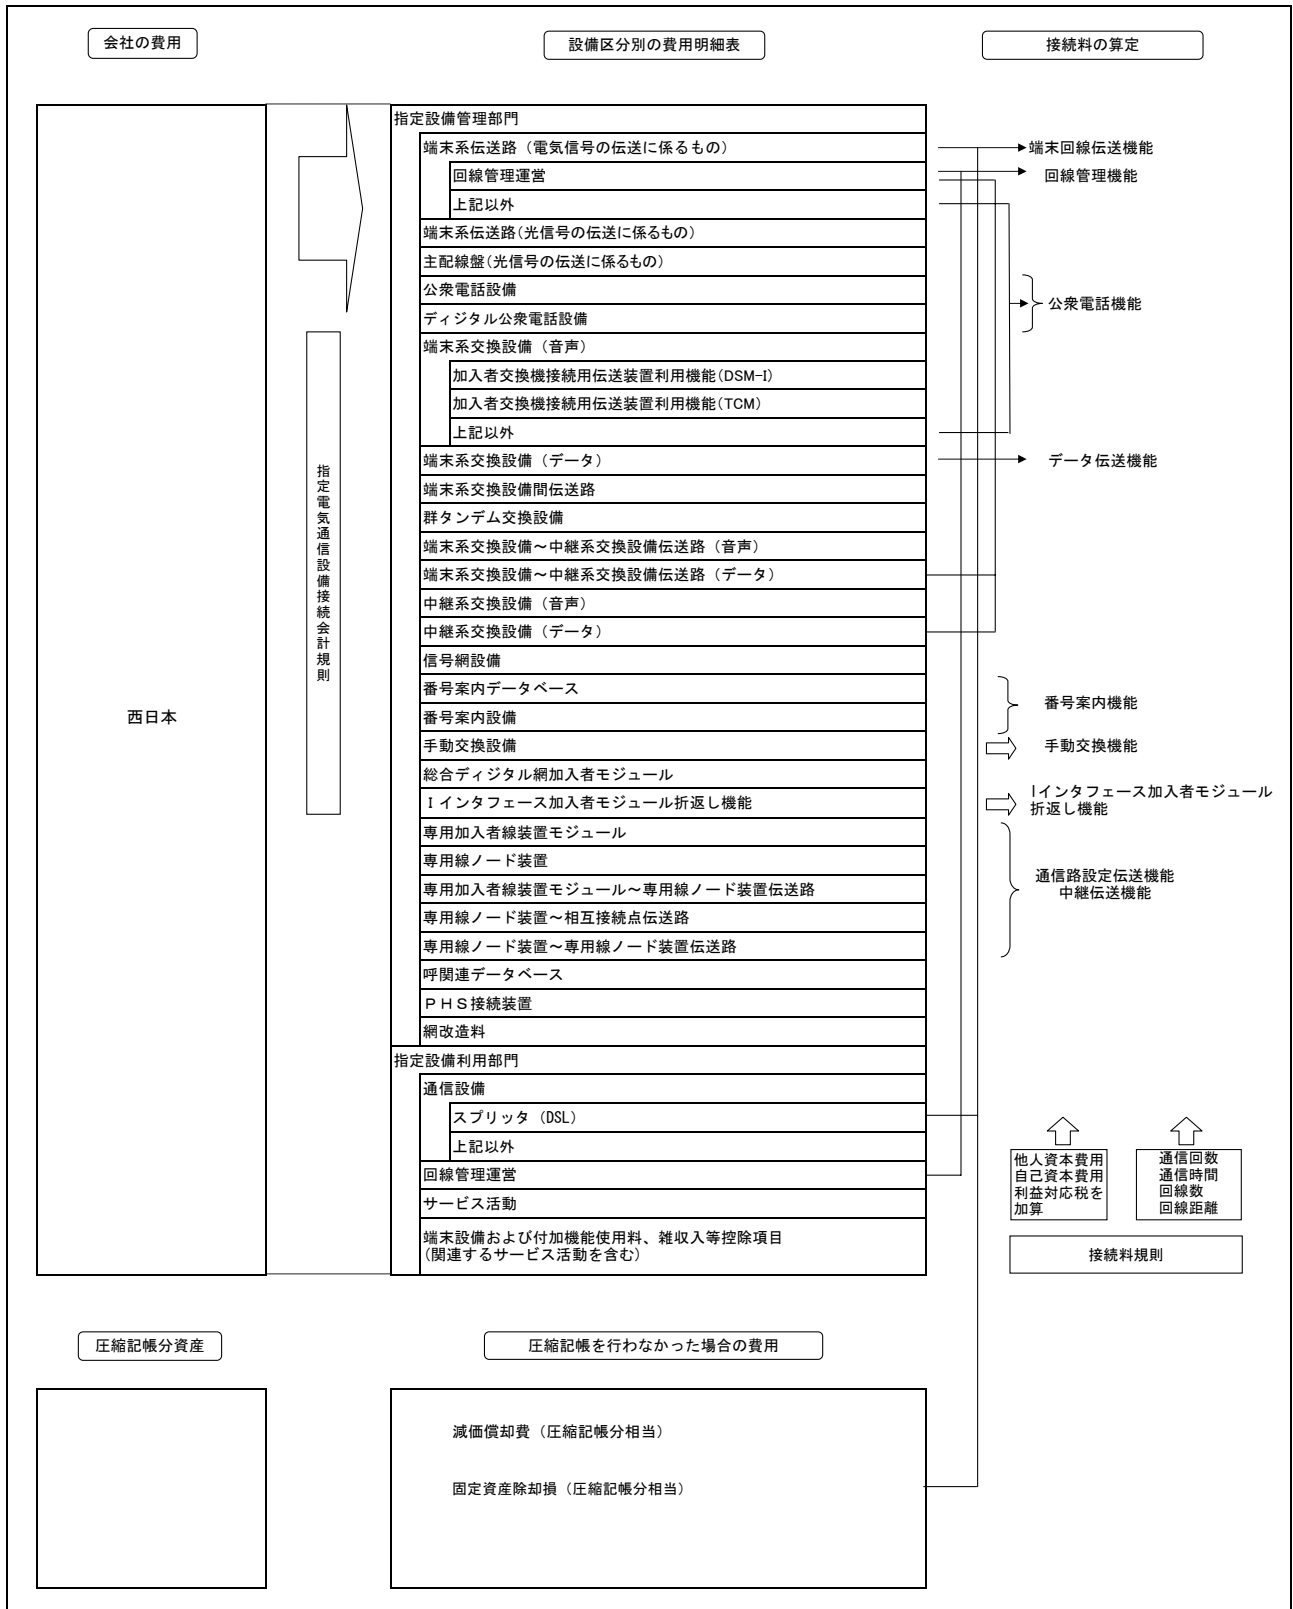 会社の費用
設備区分別の費用明細表
接続料の算定
西日本
指定電気通信設備接続会計規則
指定設備管理部門
端末系伝送路（電気信号の伝送に係るもの）
回線管理運営
上記以外
端末系伝送路(光信号の伝送に係るもの)
主配線盤(光信号の伝送に係るもの)
公衆電話設備
ディジタル公衆電話設備
端末系交換設備（音声）
加入者交換機接続用伝送装置利用機能(DSM-I)
加入者交換機接続用伝送装置利用機能(TCM)
上記以外
端末系交換設備（データ）
端末系交換設備間伝送路
群タンデム交換設備
端末系交換設備～中継系交換設備伝送路（音声）
端末系交換設備～中継系交換設備伝送路（データ）
中継系交換設備（音声）
中継系交換設備（データ）
信号網設備
番号案内データベース
番号案内設備
手動交換設備
総合ディジタル網加入者モジュール
Ｉインタフェース加入者モジュール折返し機能
専用加入者線装置モジュール
専用線ノード装置
専用加入者線装置モジュール～専用線ノード装置伝送路
専用線ノード装置～相互接続点伝送路
専用線ノード装置～専用線ノード装置伝送路
呼関連データベース
ＰＨＳ接続装置
網改造料
指定設備利用部門
通信設備
スプリッタ（DSL）
上記以外
回線管理運営
サービス活動
端末設備および付加機能使用料、雑収入等控除項目
(関連するサービス活動を含む)
端末回線伝送機能
回線管理機能
公衆電話機能
データ伝送機能
番号案内機能
手動交換機能
Iインタフェース加入者モジュール
折返し機能
通信路設定伝送機能
中継伝送機能
他人資本費用
自己資本費用
利益対応税を
加算
通信回数
通信時間
回線数
回線距離
接続料規則
圧縮記帳分資産
圧縮記帳を行わなかった場合の費用
減価償却費（圧縮記帳分相当）
固定資産除却損（圧縮記帳分相当）